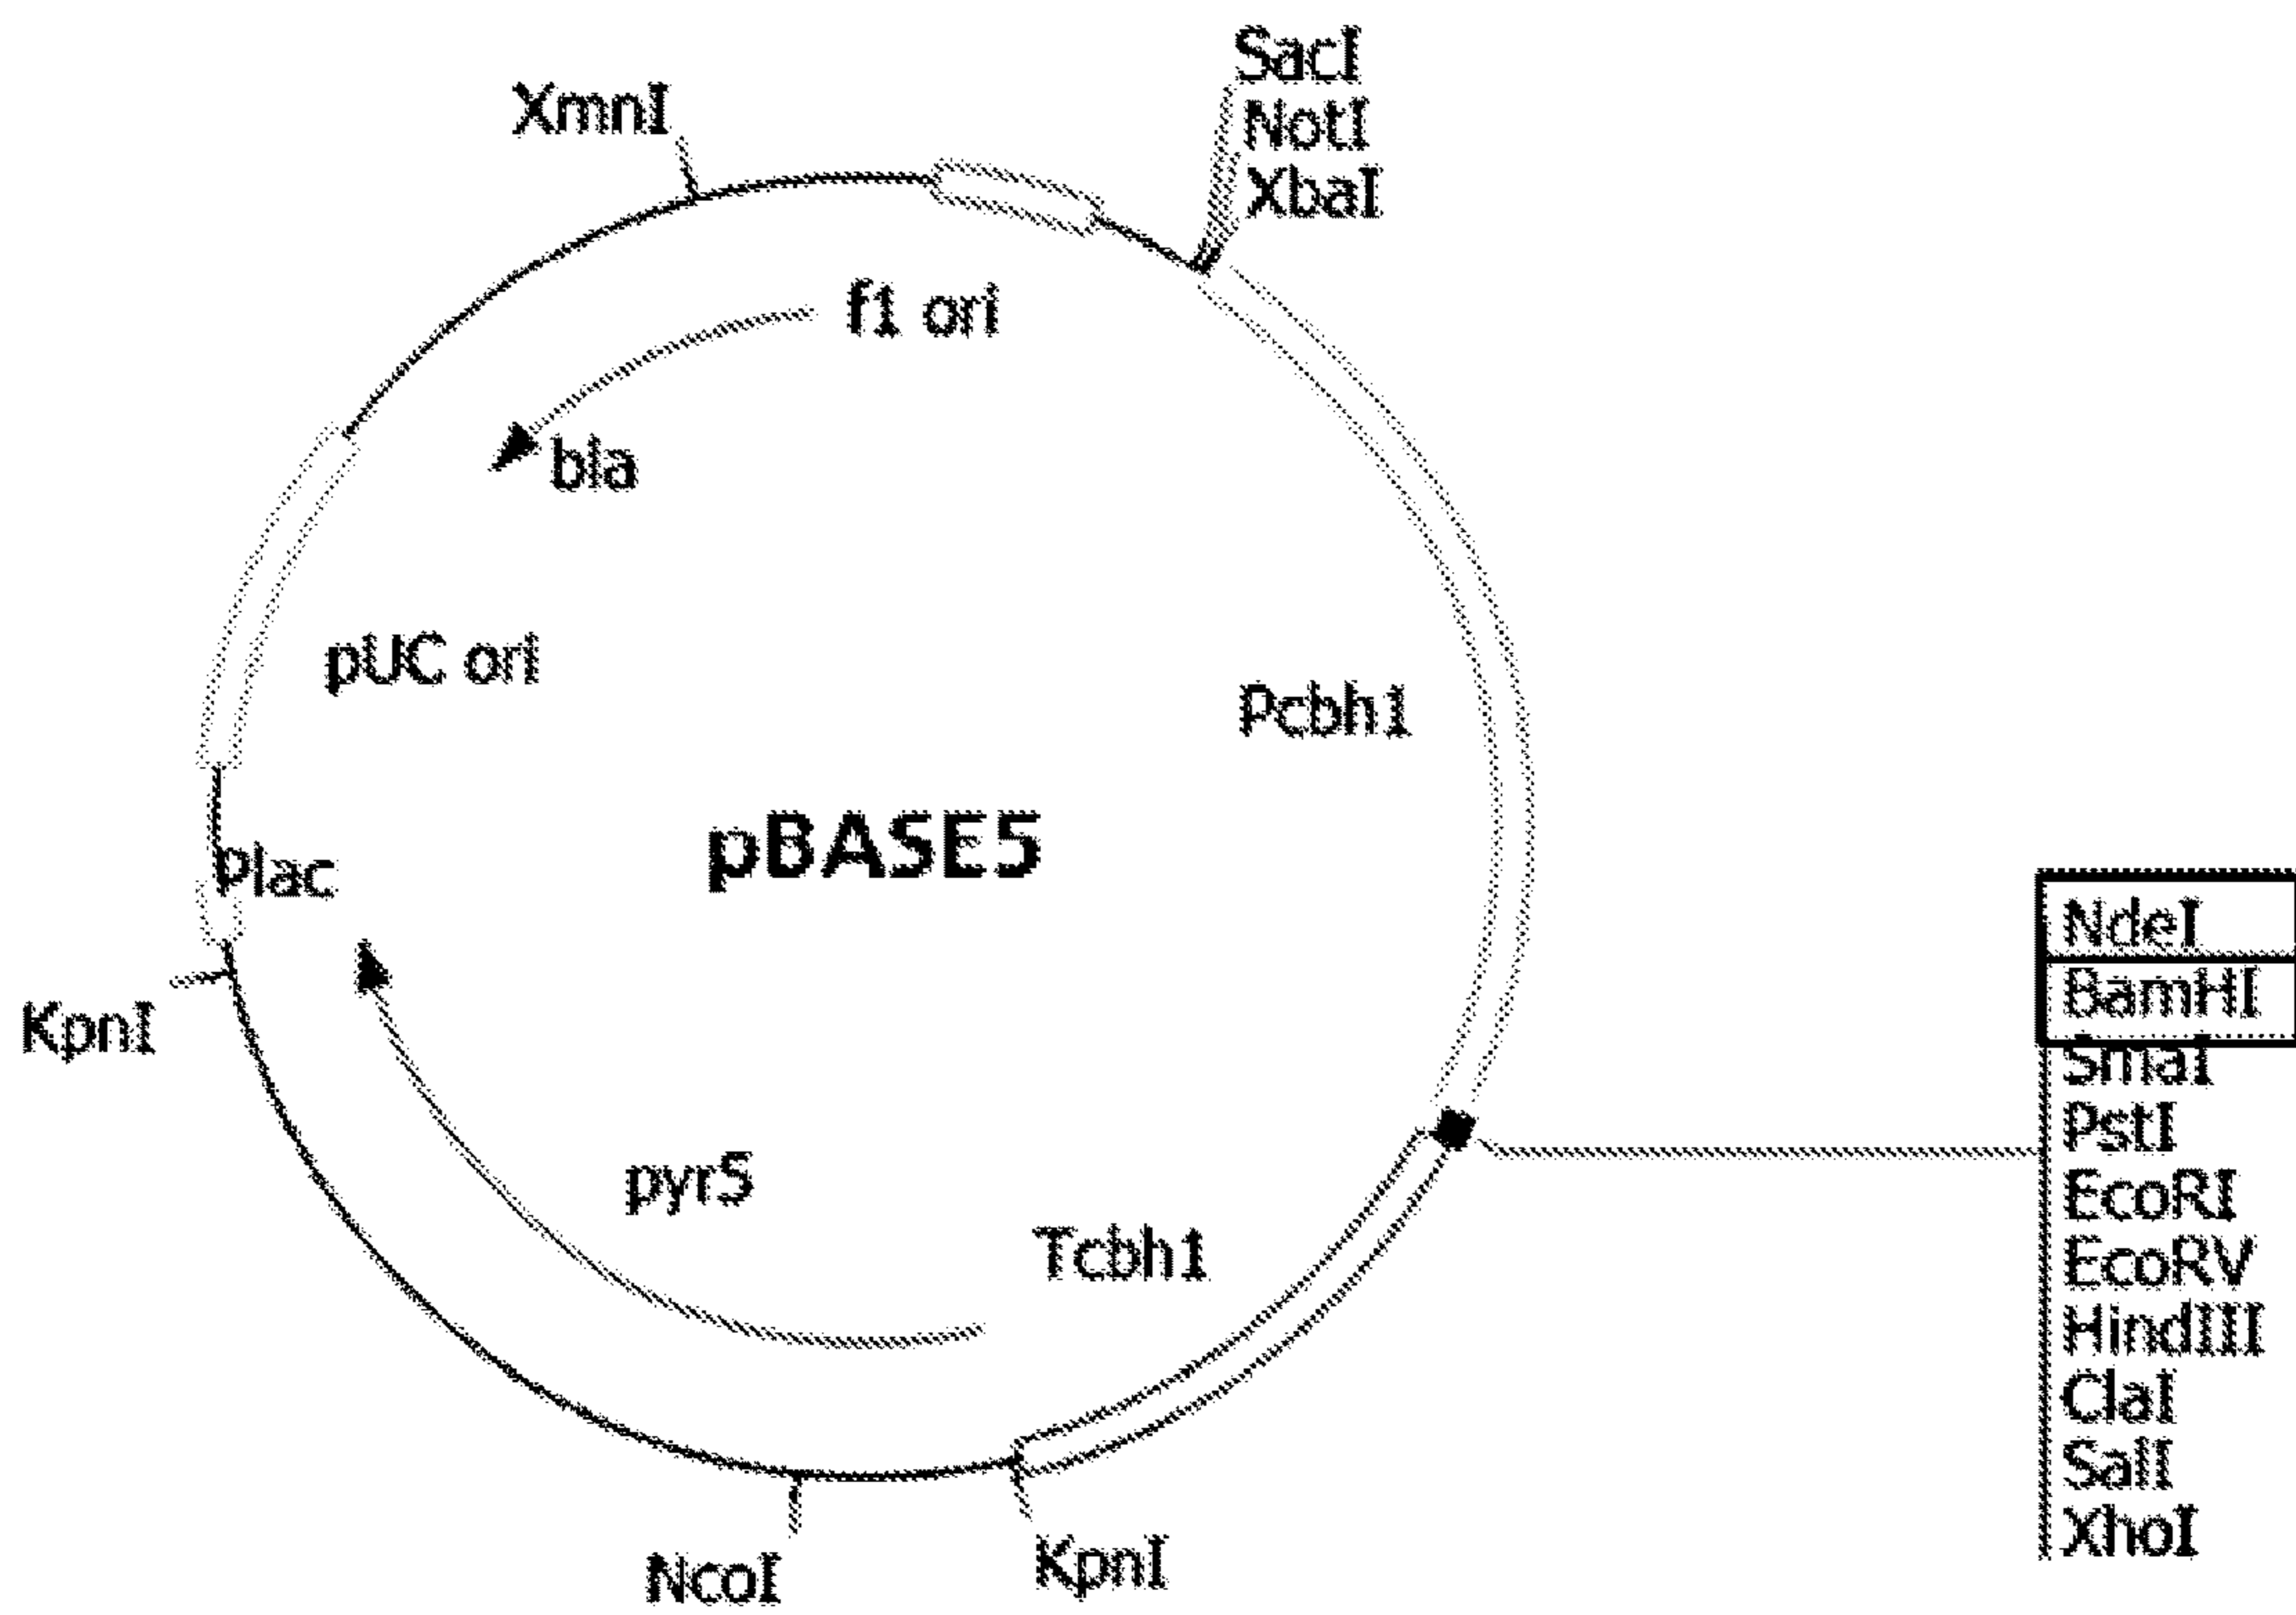 SacI
XmnI
NotI
XbaI
f1 ori
bla
pUC ori
Pcbh1
pBASE5
plac
NdeI
BamHI
KpnI
SmaI
PstI
pyr5
EcoRI
Tcbh1
EcoRV
HindIII
ClaI
SalI
XhoI
NcoI
KpnI